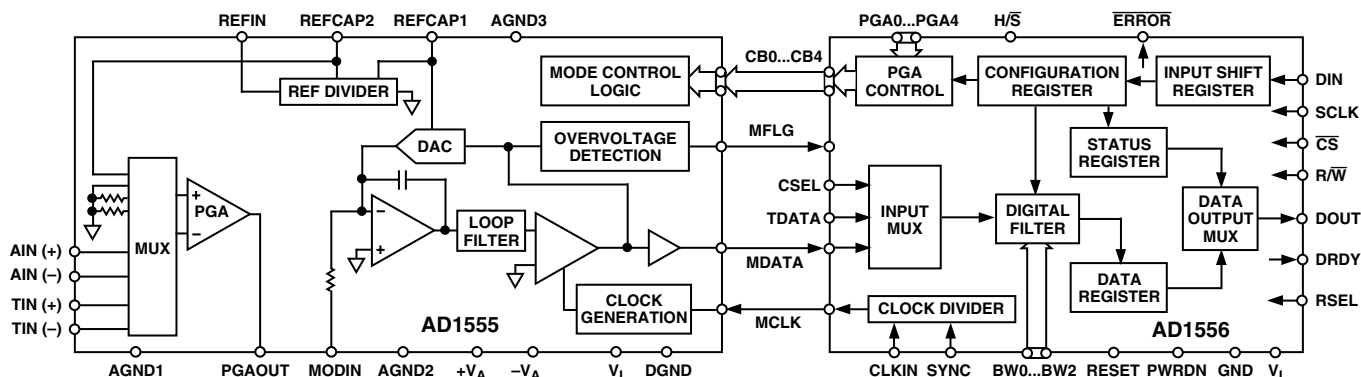 REFIN
REFCAP2
REFCAP1
AGND3
REF DIVIDER
MODE CONTROL
LOGIC
DAC
OVERVOLTAGE
DETECTION
+
PGA
–
MUX
–
+
LOOP
FILTER
CLOCK
GENERATION
AD1555
AIN (+)
AIN (–)
TIN (+)
TIN (–)
AGND1
PGAOUT
MODIN
AGND2
+VA
–VA
VL
DGND
CB0...CB4
MFLG
CSEL
TDATA
MDATA
MCLK
PGA0...PGA4
H/S̅
E̅R̅R̅O̅R̅
PGA
CONTROL
CONFIGURATION
REGISTER
INPUT SHIFT
REGISTER
STATUS
REGISTER
INPUT
MUX
DIGITAL
FILTER
DATA
OUTPUT
MUX
DATA
REGISTER
CLOCK DIVIDER
AD1556
DIN
SCLK
C̅S̅
R/W̅
DOUT
DRDY
RSEL
CLKIN
SYNC
BW0...BW2
RESET
PWRDN
GND
VL